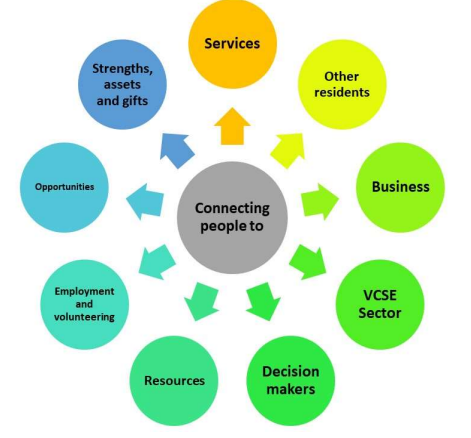 Services
Other
residents
Business
VCSE
Sector
Decision
makers
Resources
Employment
and
volunteering
Opportunities
Strengths,
assets
and gifts
Connecting
people to